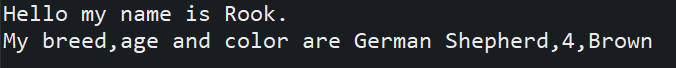 Hello my name is Rook.
My breed,age and color are German Shepherd,4,Brown